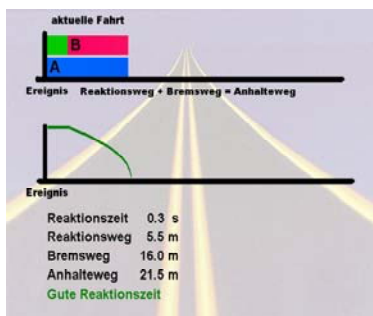 aktuelle Fahrt
B
A
Ereignis Reaktionsweg + Bremsweg = Anhalteweg
Ereignis
Reaktionszeit 0.3 s
Reaktionsweg 5.5 m
Bremsweg 16.0 m
Anhalteweg 21.5 m
Gute Reaktionszeit